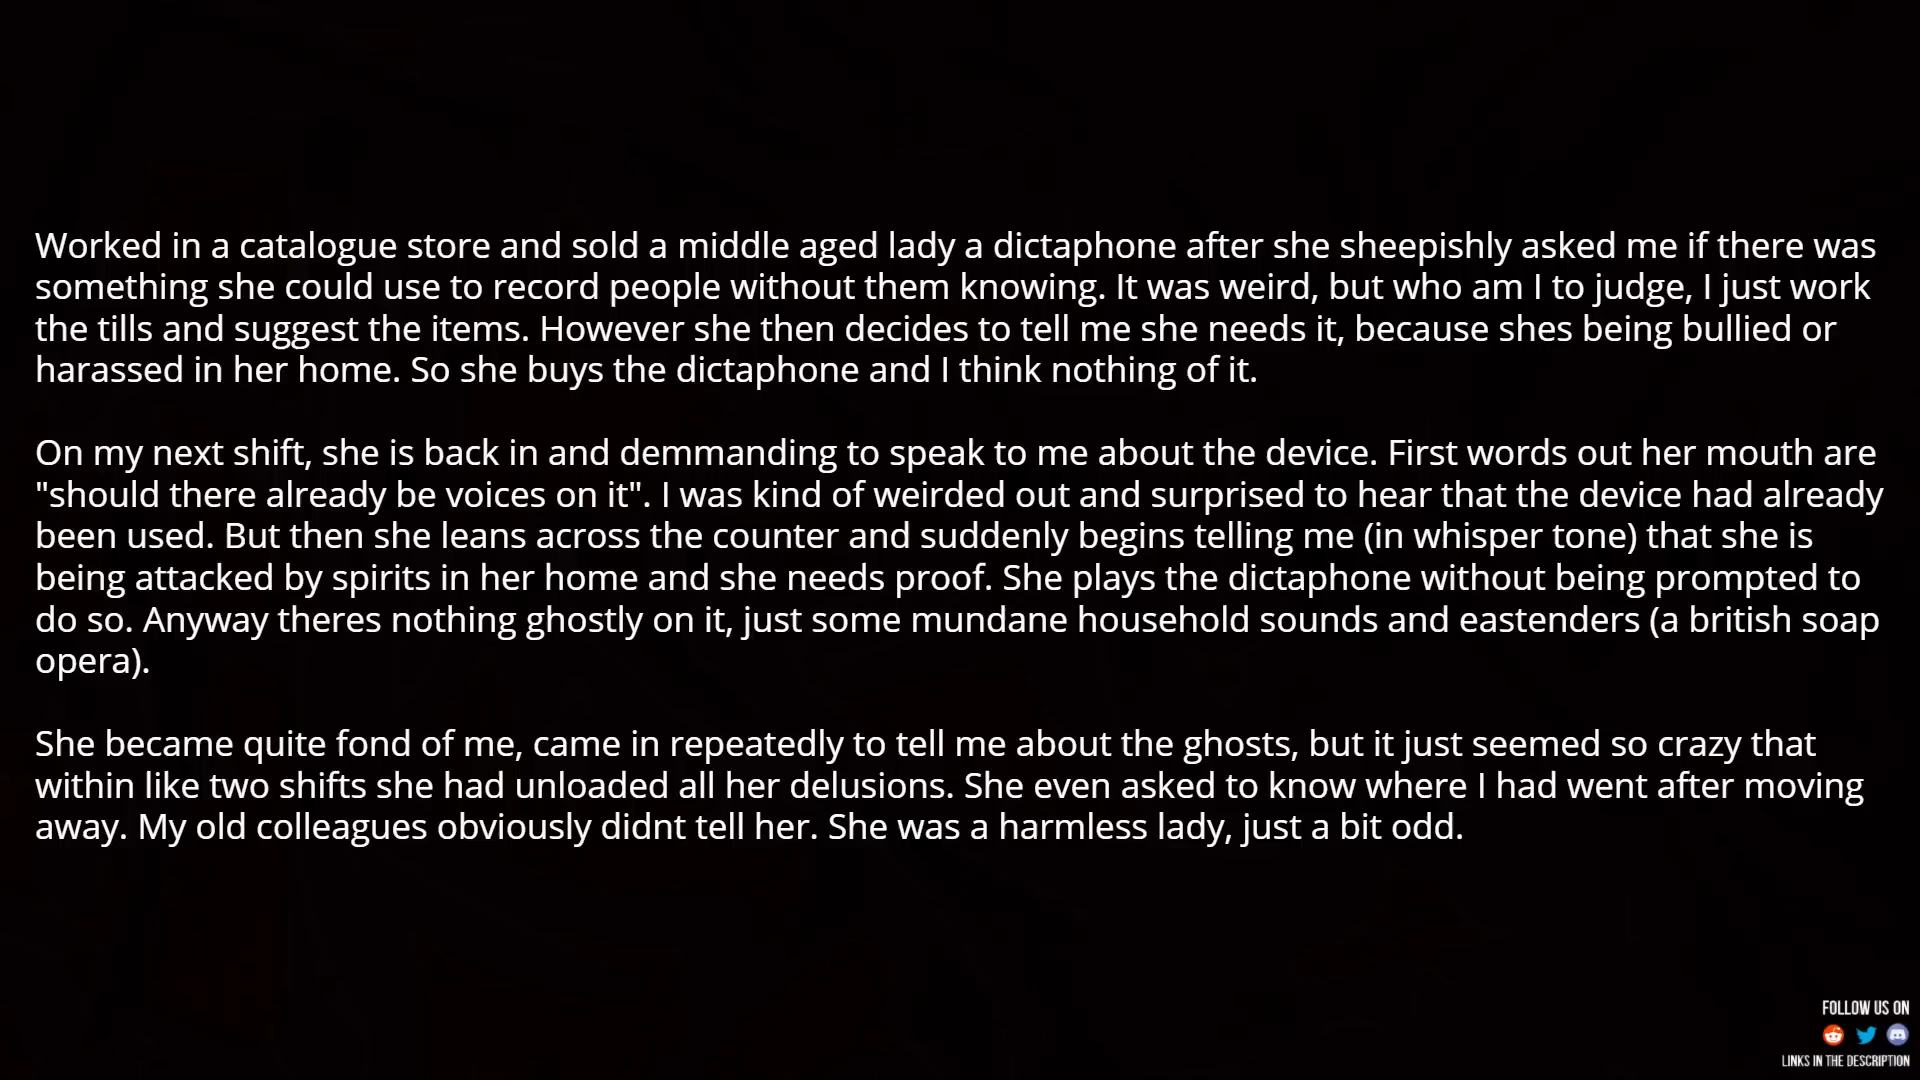 Worked in a catalogue store and sold a middle aged lady a dictaphone after she sheepishly asked me if there was
something she could use to record people without them knowing. It was weird, but who am I to judge, I just work
the tills and suggest the items. However she then decides to tell me she needs it, because shes being bullied or
harassed in her home. So she buys the dictaphone and I think nothing of it.
On my next shift, she is back in and demmanding to speak to me about the device. First words out her mouth are
"should there already be voices on it". I was kind of weirded out and surprised to hear that the device had already
been used. But then she leans across the counter and suddenly begins telling me (in whisper tone) that she is
being attacked by spirits in her home and she needs proof. She plays the dictaphone without being prompted to
do so. Anyway theres nothing ghostly on it, just some mundane household sounds and eastenders (a british soap
opera).
She became quite fond of me, came in repeatedly to tell me about the ghosts, but it just seemed so crazy that
within like two shifts she had unloaded all her delusions. She even asked to know where I had went after moving
away. My old colleagues obviously didnt tell her. She was a harmless lady, just a bit odd.
FOLLOW US ON
LINKS IN THE DESCRIPTION